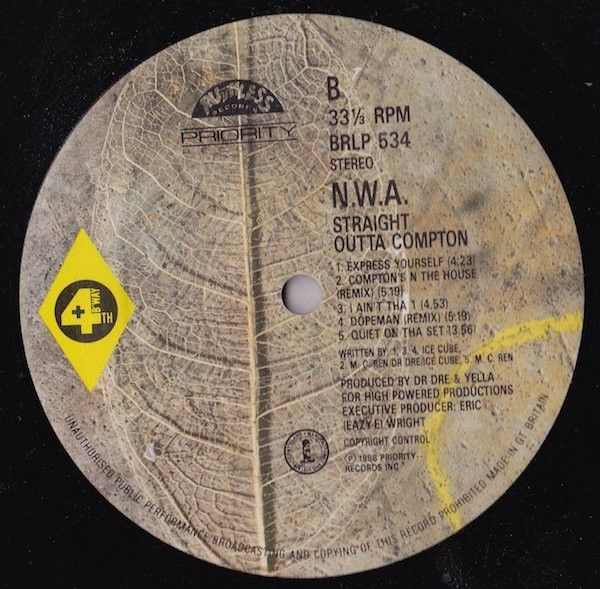 RUTHLESS
RECORDS
PRIORITY
B
33⅓ RPM
BRLP 534
STEREO
N.W.A.
STRAIGHT
OUTTA COMPTON
1. EXPRESS YOURSELF (4:23)
2. COMPTON'S N THE HOUSE
(REMIX) (5.19)
3. I AIN'T THA 1 (4.53)
4. DOPEMAN (REMIX) (5:19)
5. QUIET ON THA SET (3.56)
WRITTEN BY: 1, 3, 4, ICE CUBE,
2. M. C. REN DR DRE/ICE CUBE, 5. M. C. REN
PRODUCED BY DR DRE & YELLA
FOR HIGH POWERED PRODUCTIONS
EXECUTIVE PRODUCER: ERIC
(EAZY-E) WRIGHT
COPYRIGHT CONTROL
℗ 1988 PRIORITY
RECORDS INC
4TH
+
B'WAY
UNAUTHORISED PUBLIC PERFORMANCE BROADCASTING AND COPYING OF THIS RECORD PROHIBITED MADE IN GT BRITAIN